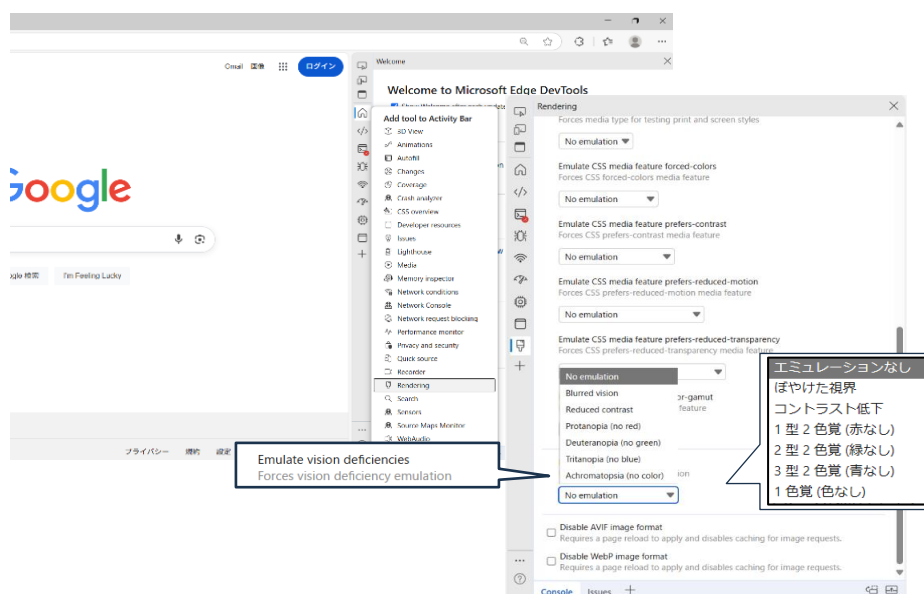 Gmail 画像
ログイン
Google
Google 検索
I'm Feeling Lucky
プライバシー 規約 設定
Welcome
Welcome to Microsoft Edge DevTools
Show Welcome after each update
Add tool to Activity Bar
3D View
Animations
Autofill
Changes
Coverage
Crash analyzer
CSS overview
Developer resources
Issues
Lighthouse
Media
Memory inspector
Network conditions
Network Console
Network request blocking
Performance monitor
Privacy and security
Quick source
Recorder
Rendering
Search
Sensors
Source Maps Monitor
WebAudio
Emulate vision deficiencies
Forces vision deficiency emulation
Rendering
Forces media type for testing print and screen styles
No emulation
Emulate CSS media feature forced-colors
Forces CSS forced-colors media feature
No emulation
Emulate CSS media feature prefers-contrast
Forces CSS prefers-contrast media feature
No emulation
Emulate CSS media feature prefers-reduced-motion
Forces CSS prefers-reduced-motion media feature
No emulation
Emulate CSS media feature prefers-reduced-transparency
Forces CSS prefers-reduced-transparency media feature
or-gamut
feature
No emulation
Blurred vision
Reduced contrast
Protanopia (no red)
Deuteranopia (no green)
Tritanopia (no blue)
Achromatopsia (no color)
No emulation
エミュレーションなし
ぼやけた視界
コントラスト低下
1 型 2 色覚 (赤なし)
2 型 2 色覚 (緑なし)
3 型 2 色覚 (青なし)
1 色覚 (色なし)
Disable AVIF image format
Requires a page reload to apply and disables caching for image requests.
Disable WebP image format
Requires a page reload to apply and disables caching for image requests.
Console Issues